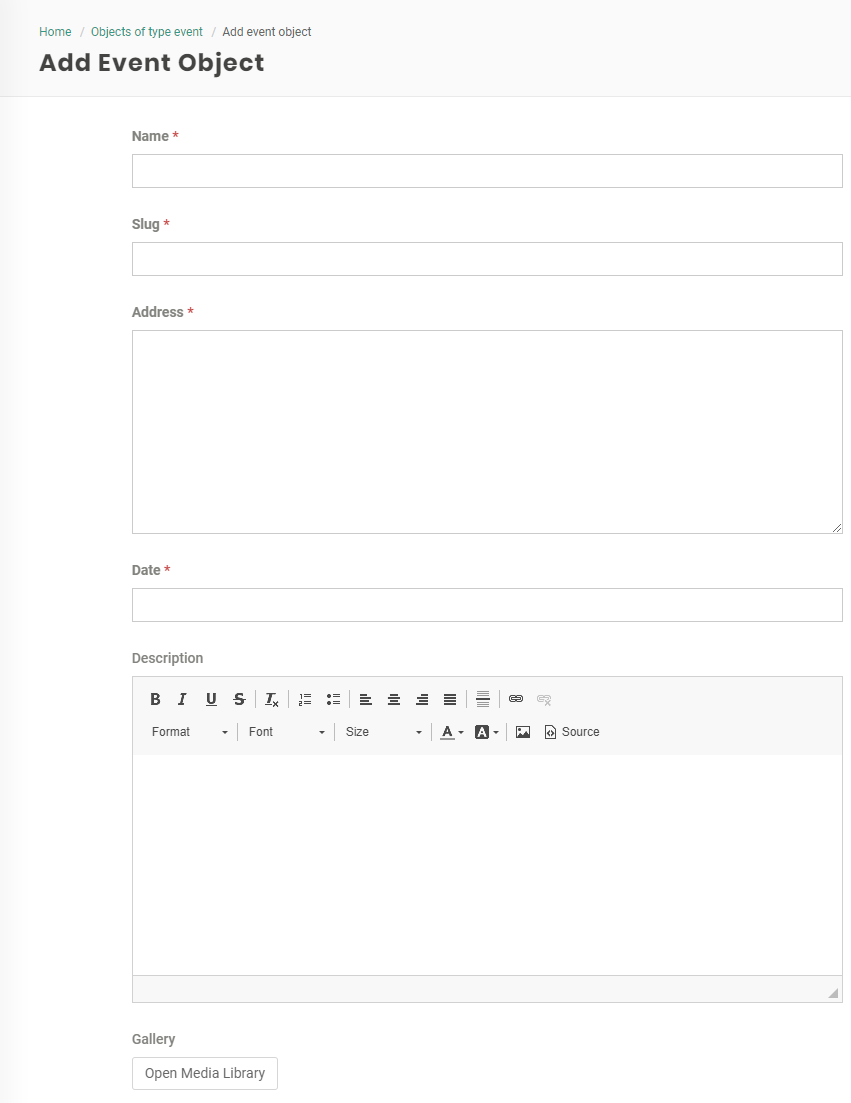 Home / Objects of type event / Add event object
Add Event Object
Name *
Slug *
Address *
Date *
Description
B I U S Ix
Format Font Size A A Source
Gallery
Open Media Library